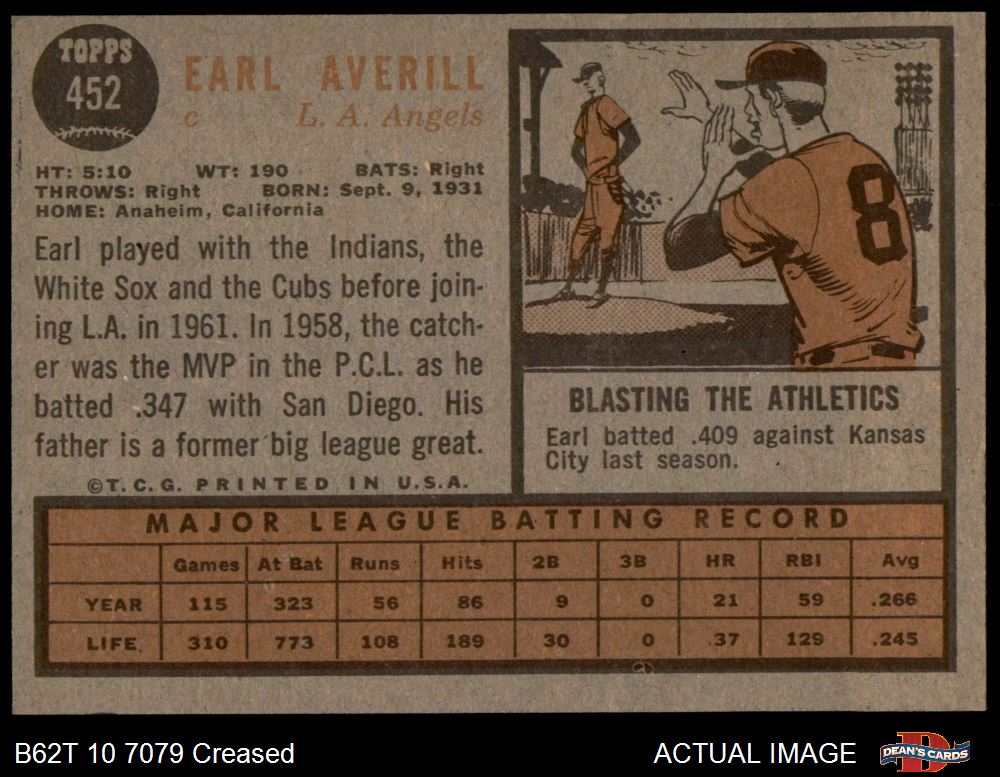 TOPPS
452
EARL AVERILL
c L. A. Angels
HT: 5:10 WT: 190 BATS: Right
THROWS: Right BORN: Sept. 9, 1931
HOME: Anaheim, California
Earl played with the Indians, the
White Sox and the Cubs before join-
ing L.A. in 1961. In 1958, the catch-
er was the MVP in the P.C.L. as he
batted .347 with San Diego. His
father is a former big league great.
©T.C.G. PRINTED IN U.S.A.
8
BLASTING THE ATHLETICS
Earl batted .409 against Kansas
City last season.
MAJOR LEAGUE BATTING RECORD
Games At Bat Runs Hits 2B 3B HR RBI Avg
YEAR 115 323 56 86 9 0 21 59 .266
LIFE 310 773 108 189 30 0 37 129 .245
B62T 10 7079 Creased
ACTUAL IMAGE
DEAN'S CARDS